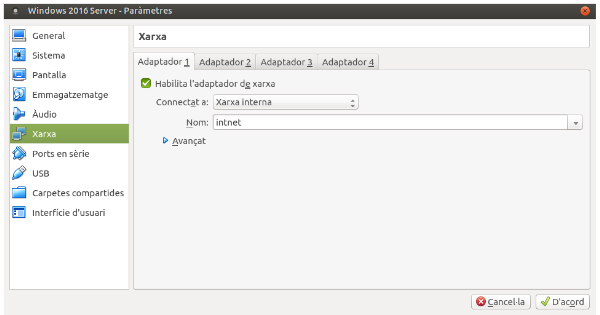 Windows 2016 Server - Paràmetres
General
Sistema
Pantalla
Emmagatzematge
Àudio
Xarxa
Ports en sèrie
USB
Carpetes compartides
Interfície d'usuari
Xarxa
Adaptador 1 Adaptador 2 Adaptador 3 Adaptador 4
Habilita l'adaptador de xarxa
Connectat a: Xarxa interna
Nom: intnet
Avançat
Cancel·la D'acord